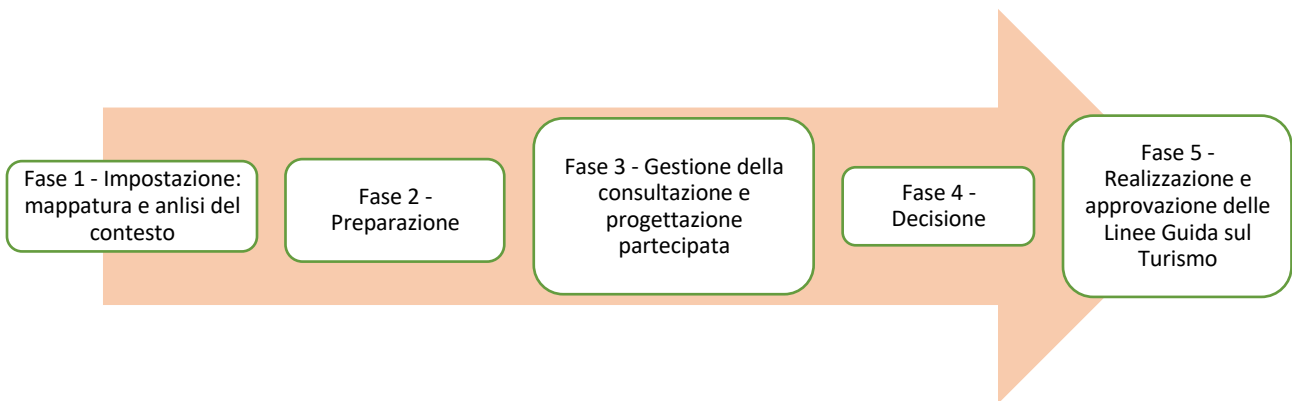 Fase 1 - Impostazione:
mappatura e anlisi del
contesto
Fase 2 -
Preparazione
Fase 3 - Gestione della
consultazione e
progettazione
partecipata
Fase 4 -
Decisione
Fase 5 -
Realizzazione e
approvazione delle
Linee Guida sul
Turismo